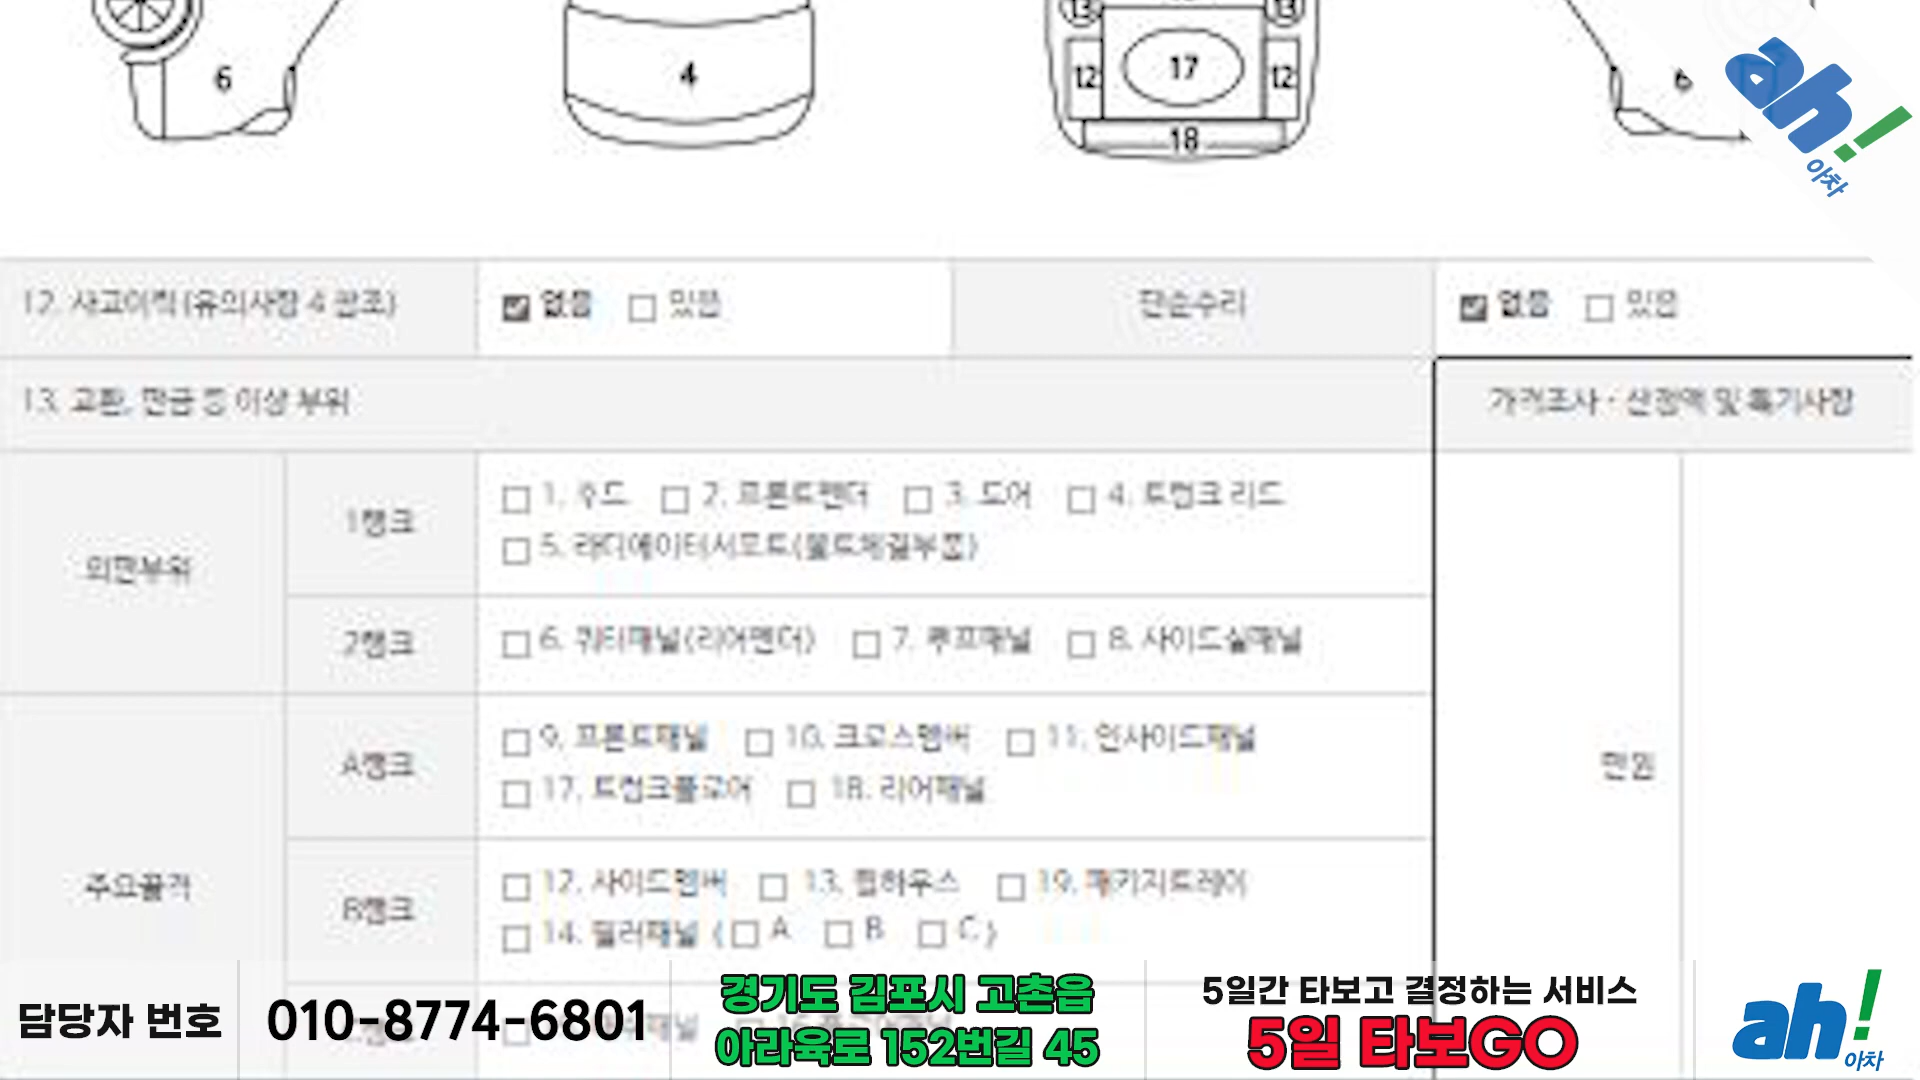 13
13
6
4
12
17
12
18
6
ah!
아차
12. 사고이력(유의사항 4 참조)
없음
있음
단순수리
없음
있음
13. 교환, 판금 등 이상 부위
가격조사·산정액 및 특기사항
외판부위
1랭크
1. 후드
2. 프론트펜더
3. 도어
4. 트렁크 리드
5. 라디에이터서포트(볼트체결부품)
2랭크
6. 쿼터패널(리어펜더)
7. 루프패널
8. 사이드실패널
주요골격
A랭크
9. 프론트패널
10. 크로스멤버
11. 인사이드패널
17. 트렁크플로어
18. 리어패널
만원
B랭크
12. 사이드멤버
13. 휠하우스
19. 패키지트레이
14. 필러패널 ( A B C )
담당자 번호
010-8774-6801
경기도 김포시 고촌읍
아라육로 152번길 45
5일간 타보고 결정하는 서비스
5일 타보GO
ah!
아차